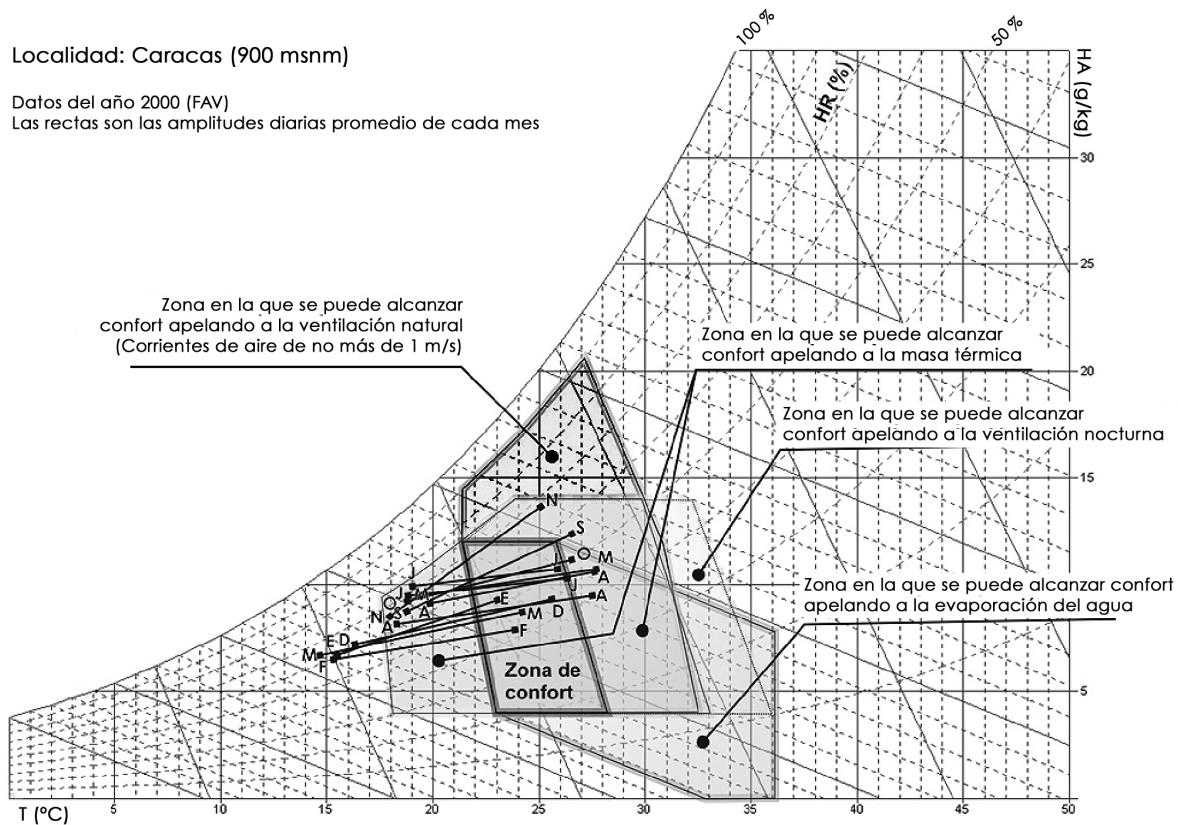 100 %
50 %
Localidad: Caracas (900 msnm)
HA (g/kg)
HR (%)
Datos del año 2000 (FAV)
Las rectas son las amplitudes diarias promedio de cada mes
30
25
Zona en la que se puede alcanzar
confort apelando a la ventilación natural
(Corrientes de aire de no más de 1 m/s)
Zona en la que se puede alcanzar
confort apelando a la masa térmica
20
Zona en la que se puede alcanzar
confort apelando a la ventilación nocturna
15
N
S
O
M
J
A
J
Zona en la que se puede alcanzar confort
apelando a la evaporación del agua
J
J
M
O
N
S
A
A
E
D
A
M
F
E D
M
F
Zona de
confort
5
5
10
15
20
25
30
35
40
45
50
T (ºC)